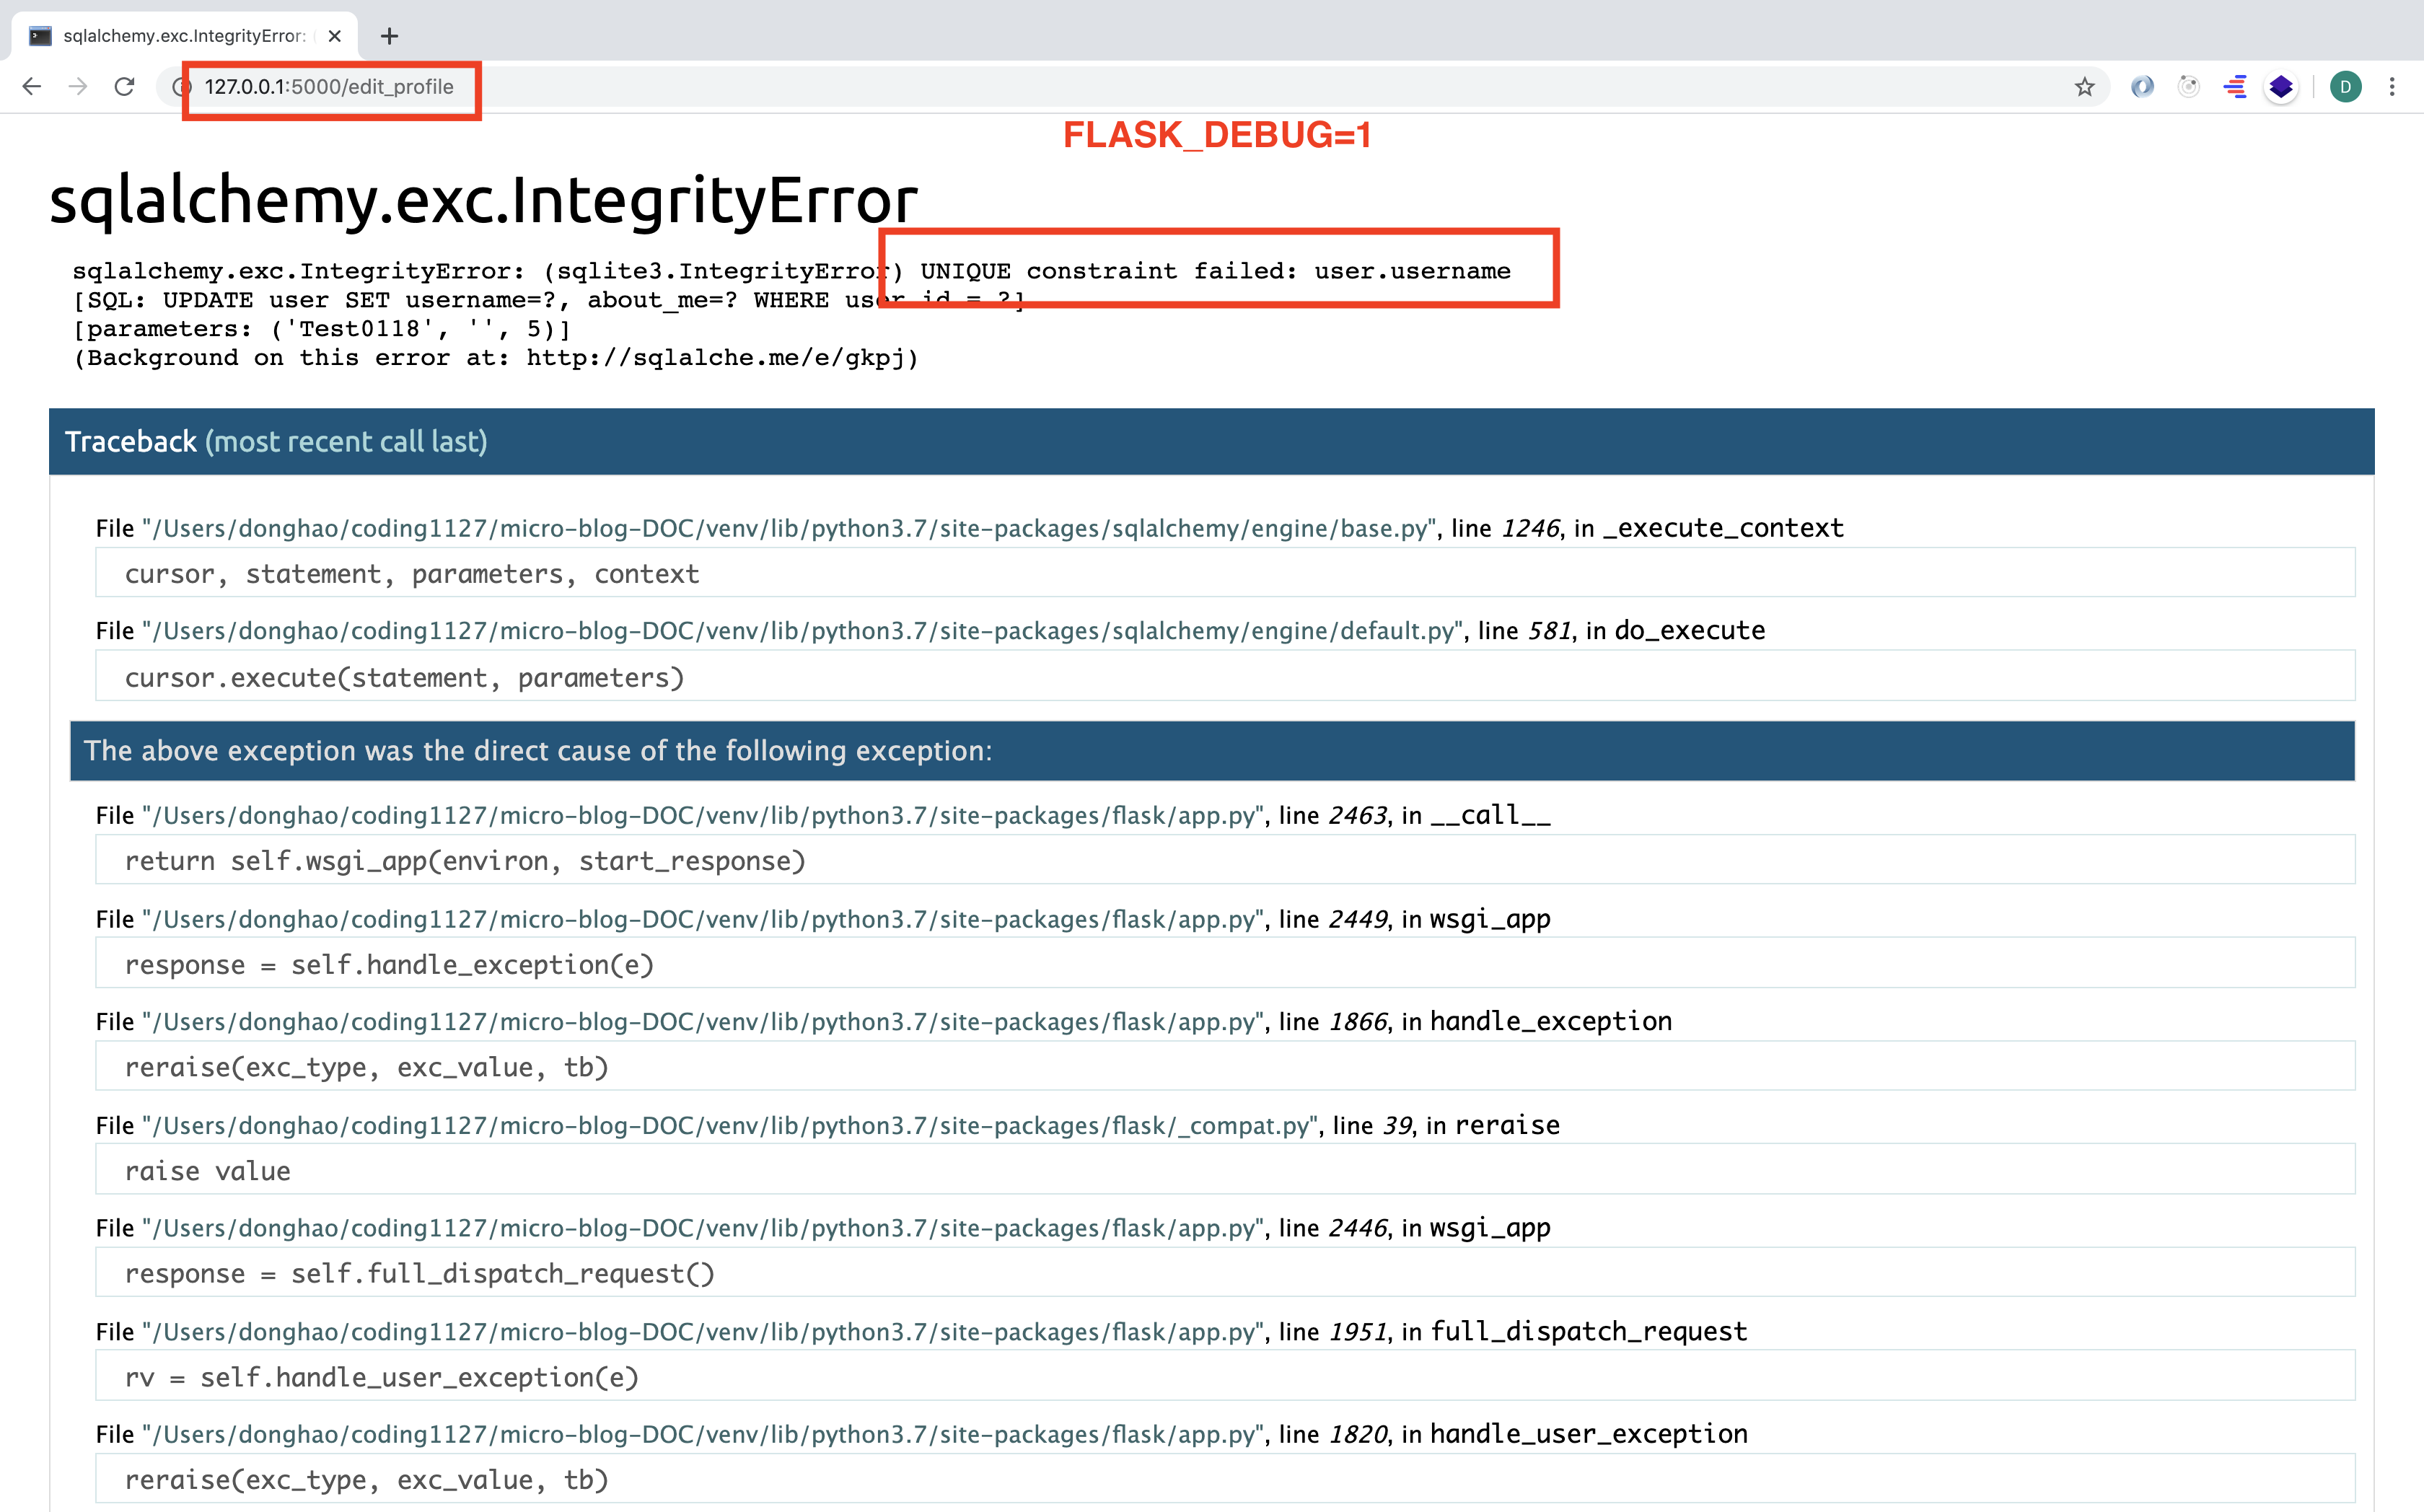 sqlalchemy.exc.IntegrityError:
127.0.0.1:5000/edit_profile
D
FLASK_DEBUG=1
sqlalchemy.exc.IntegrityError
sqlalchemy.exc.IntegrityError: (sqlite3.IntegrityError) UNIQUE constraint failed: user.username
[SQL: UPDATE user SET username=?, about_me=? WHERE user.id = ?]
[parameters: ('Test0118', '', 5)]
(Background on this error at: http://sqlalche.me/e/gkpj)
Traceback (most recent call last)
File "/Users/donghao/coding1127/micro-blog-DOC/venv/lib/python3.7/site-packages/sqlalchemy/engine/base.py", line 1246, in _execute_context
cursor, statement, parameters, context
File "/Users/donghao/coding1127/micro-blog-DOC/venv/lib/python3.7/site-packages/sqlalchemy/engine/default.py", line 581, in do_execute
cursor.execute(statement, parameters)
The above exception was the direct cause of the following exception:
File "/Users/donghao/coding1127/micro-blog-DOC/venv/lib/python3.7/site-packages/flask/app.py", line 2463, in __call__
return self.wsgi_app(environ, start_response)
File "/Users/donghao/coding1127/micro-blog-DOC/venv/lib/python3.7/site-packages/flask/app.py", line 2449, in wsgi_app
response = self.handle_exception(e)
File "/Users/donghao/coding1127/micro-blog-DOC/venv/lib/python3.7/site-packages/flask/app.py", line 1866, in handle_exception
reraise(exc_type, exc_value, tb)
File "/Users/donghao/coding1127/micro-blog-DOC/venv/lib/python3.7/site-packages/flask/_compat.py", line 39, in reraise
raise value
File "/Users/donghao/coding1127/micro-blog-DOC/venv/lib/python3.7/site-packages/flask/app.py", line 2446, in wsgi_app
response = self.full_dispatch_request()
File "/Users/donghao/coding1127/micro-blog-DOC/venv/lib/python3.7/site-packages/flask/app.py", line 1951, in full_dispatch_request
rv = self.handle_user_exception(e)
File "/Users/donghao/coding1127/micro-blog-DOC/venv/lib/python3.7/site-packages/flask/app.py", line 1820, in handle_user_exception
reraise(exc_type, exc_value, tb)